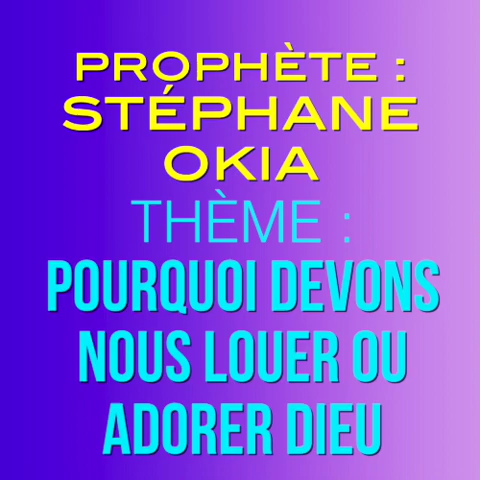 PROPHÈTE :
STÉPHANE
OKIA
THÈME :
POURQUOI DEVONS
NOUS LOUER OU
ADORER DIEU